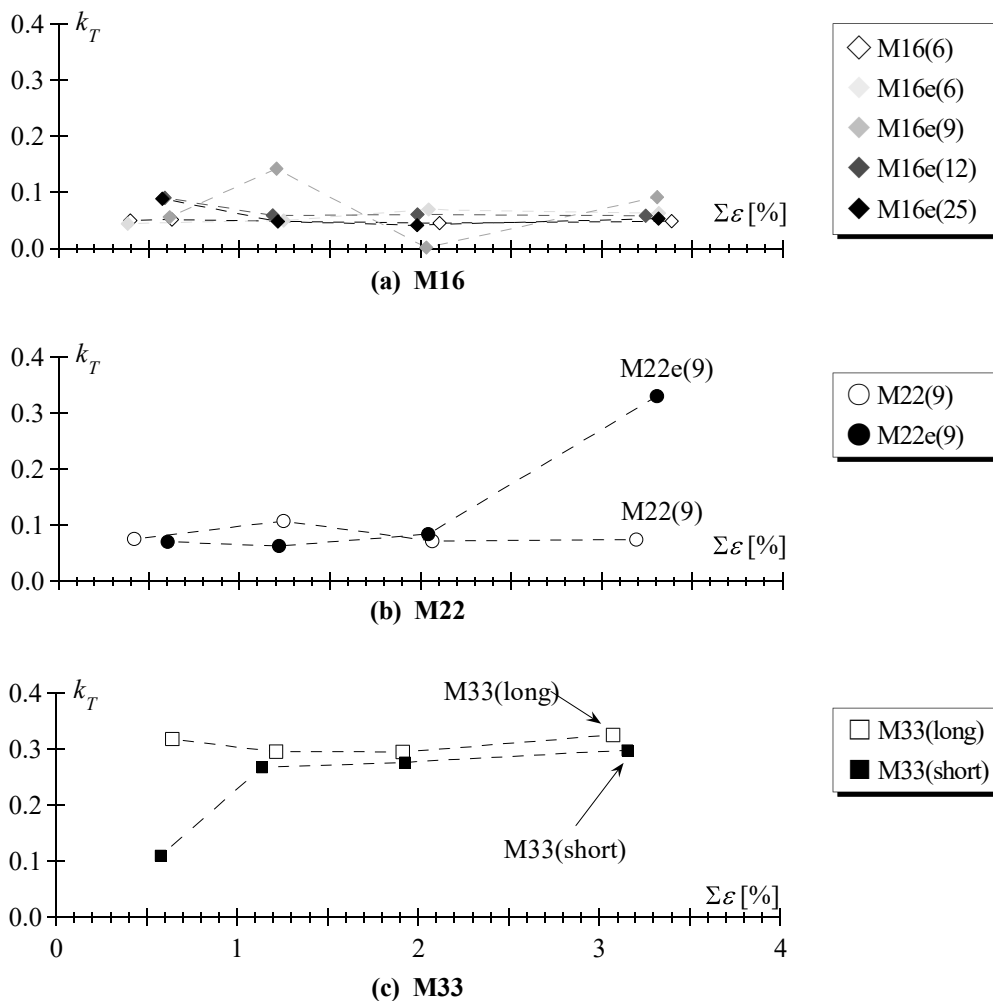 0.4
k_T
0.3
0.2
0.1
0.0
Σε [%]
(a) M16
M16(6)
M16e(6)
M16e(9)
M16e(12)
M16e(25)
0.4
k_T
0.3
0.2
0.1
0.0
M22e(9)
M22(9)
Σε [%]
(b) M22
M22(9)
M22e(9)
0.4
k_T
0.3
0.2
0.1
0.0
M33(long)
M33(short)
Σε [%]
0 1 2 3 4
(c) M33
M33(long)
M33(short)